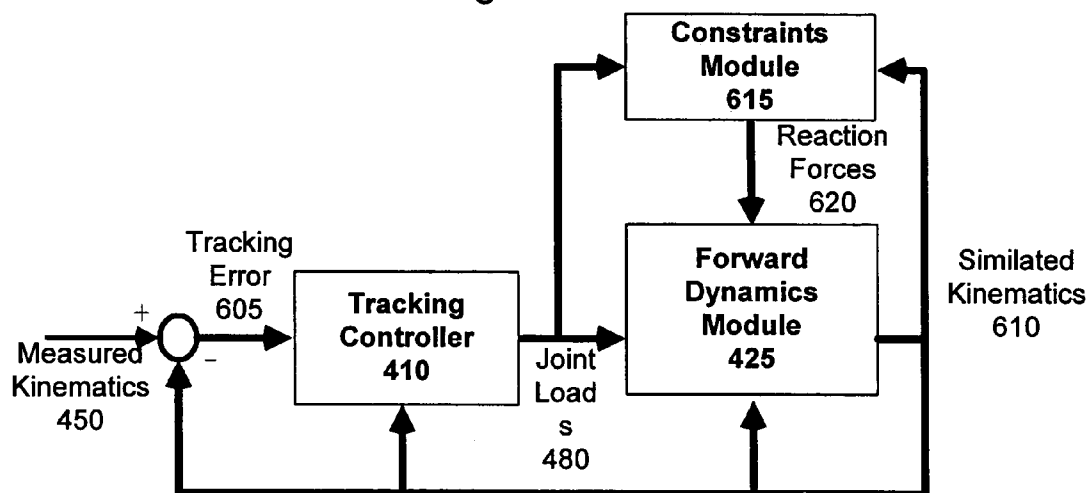 g
Constraints
Module
615
Reaction
Forces
620
Tracking
Error
605
Forward
Dynamics
Module
425
Similated
Kinematics
610
+
-
Tracking
Controller
410
Measured
Kinematics
450
Joint
Load
s
480